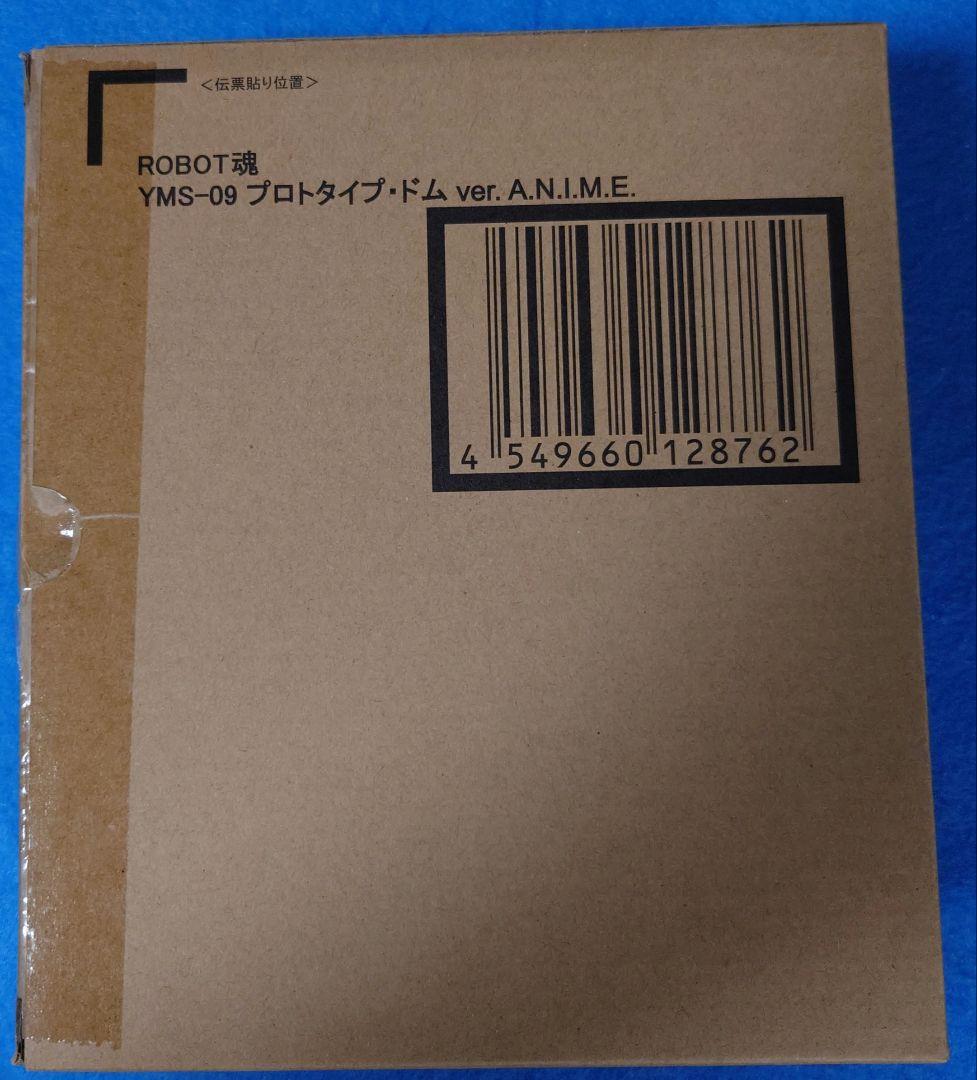 <伝票貼り位置>
ROBOT魂
YMS-09 プロトタイプ・ドム ver. A.N.I.M.E.
4 549660 128762